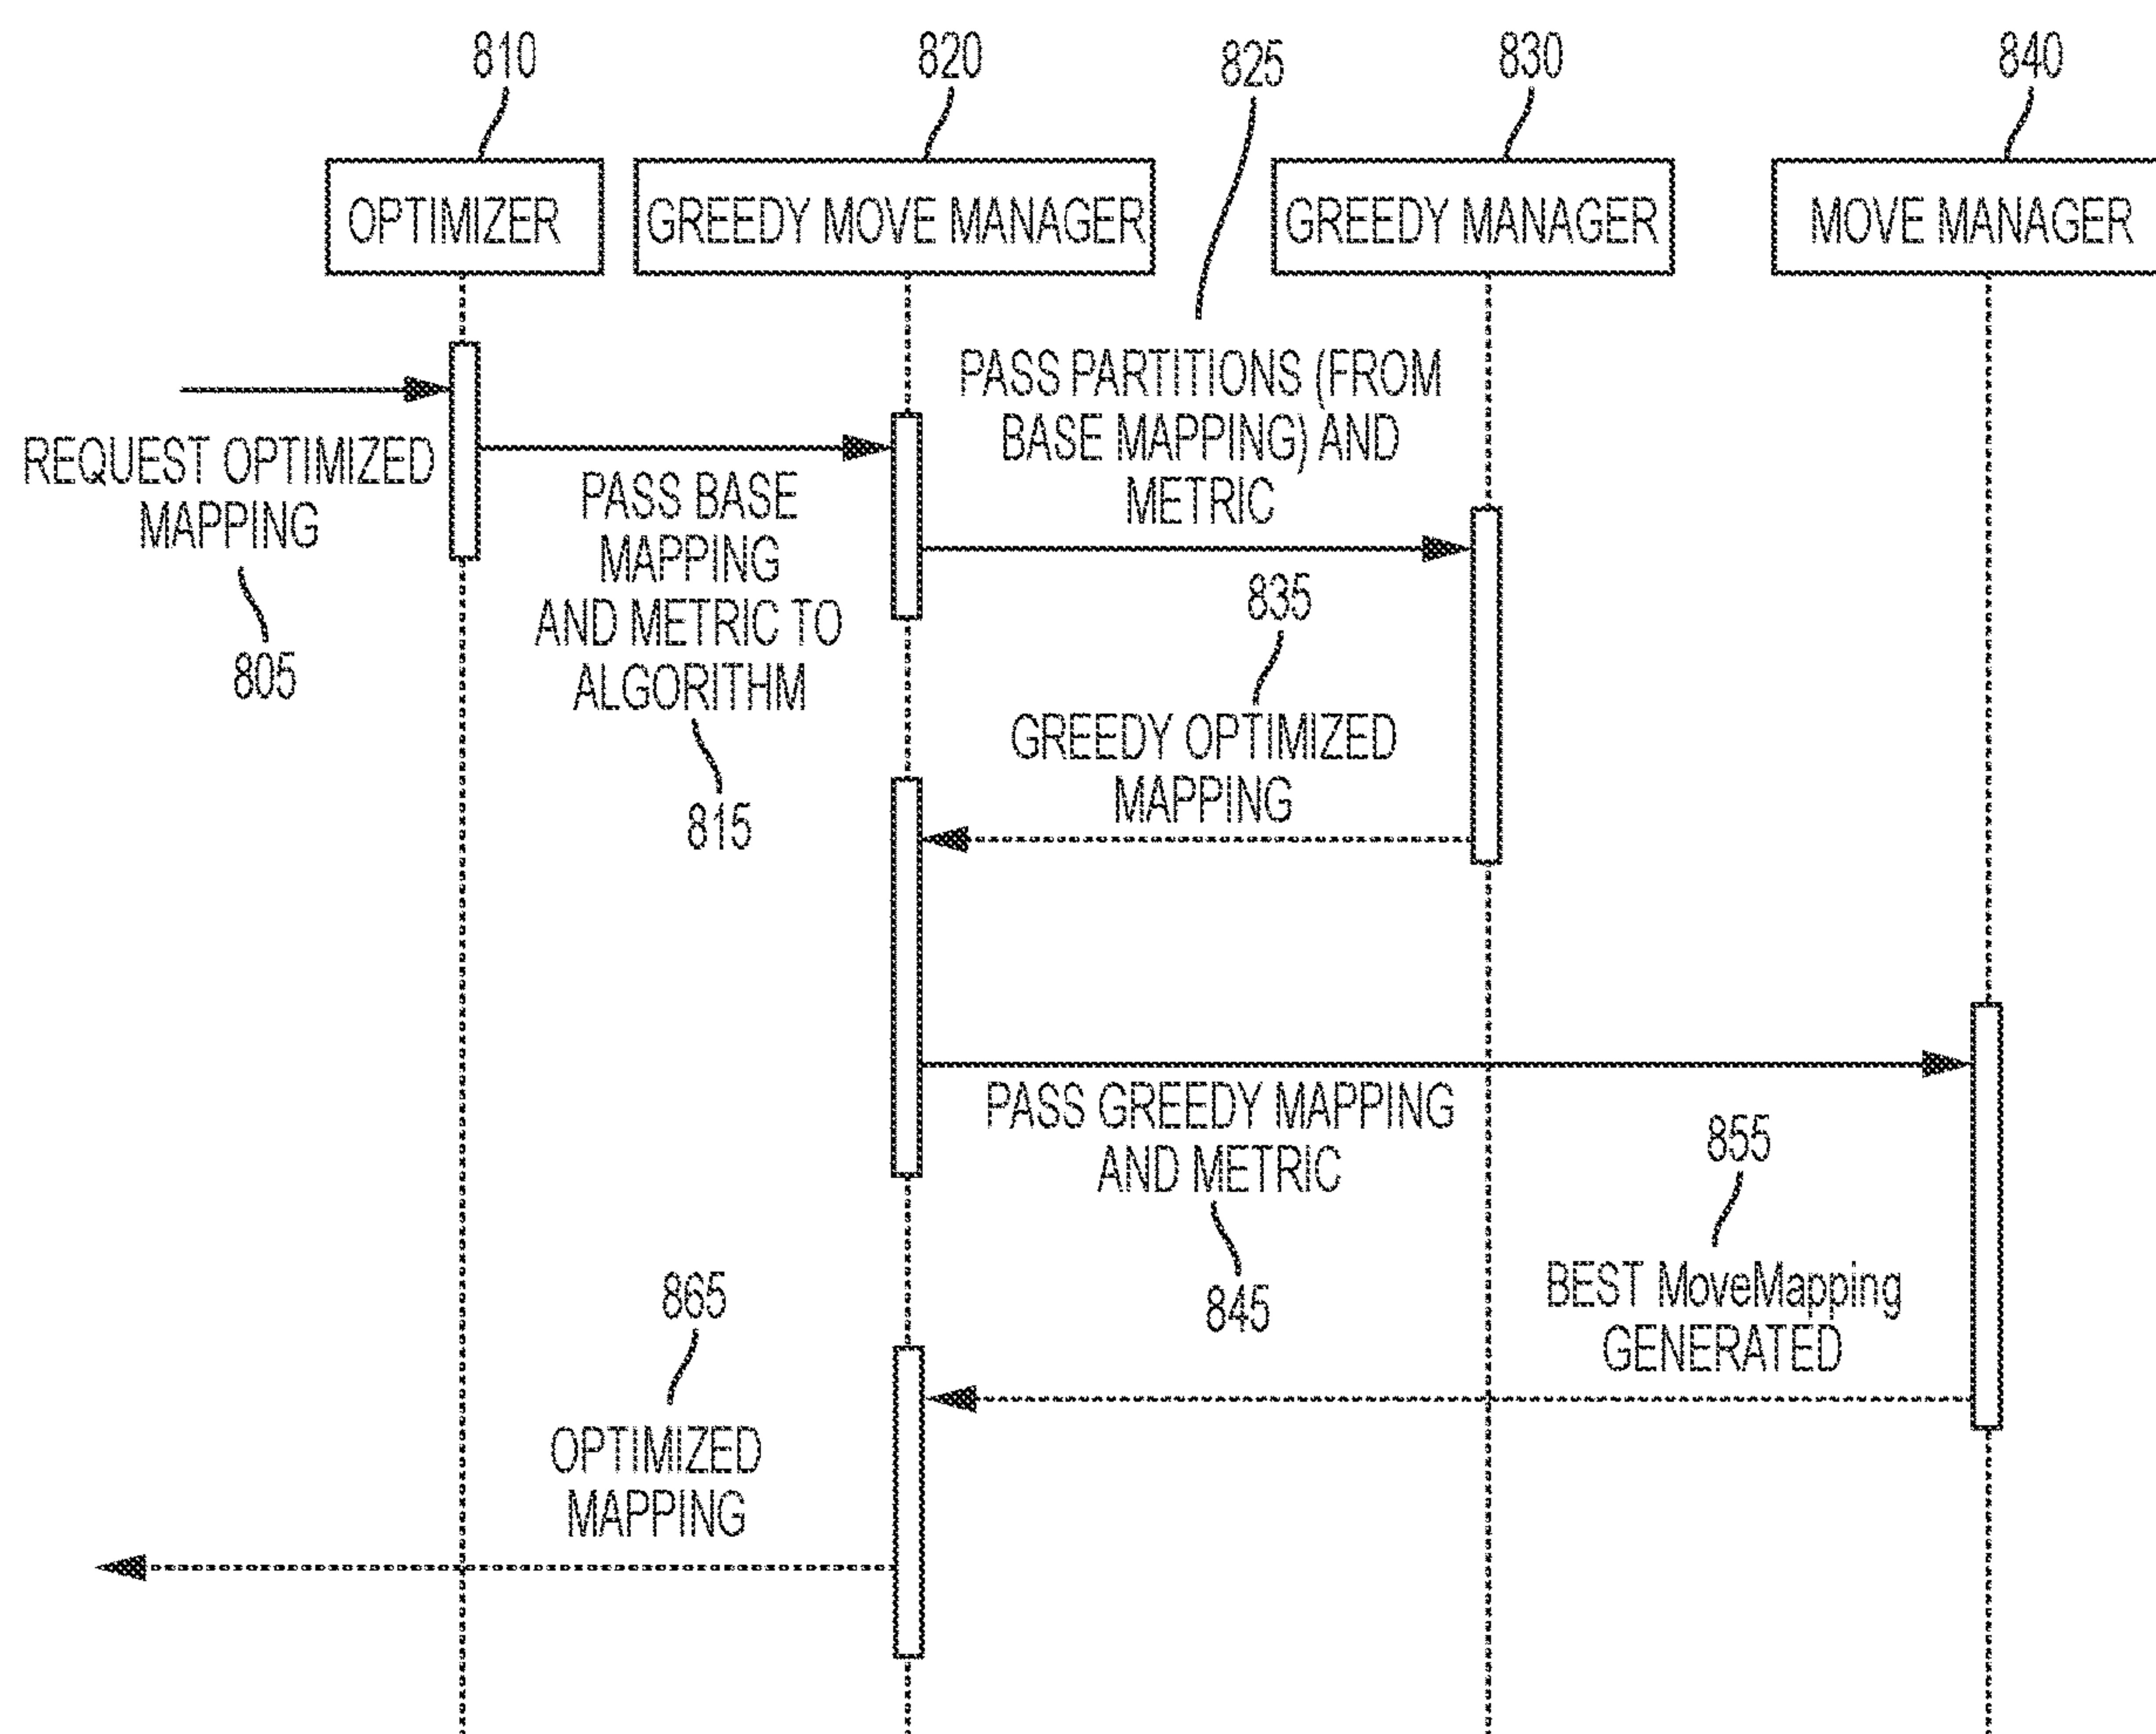 810
820
825
830
840
OPTIMIZER
GREEDY MOVE MANAGER
GREEDY MANAGER
MOVE MANAGER
REQUEST OPTIMIZED
MAPPING
805
PASS BASE
MAPPING
AND METRIC TO
ALGORITHM
815
PASS PARTITIONS (FROM
BASE MAPPING) AND
METRIC
835
GREEDY OPTIMIZED
MAPPING
PASS GREEDY MAPPING
AND METRIC
845
855
BEST MoveMapping
GENERATED
865
OPTIMIZED
MAPPING